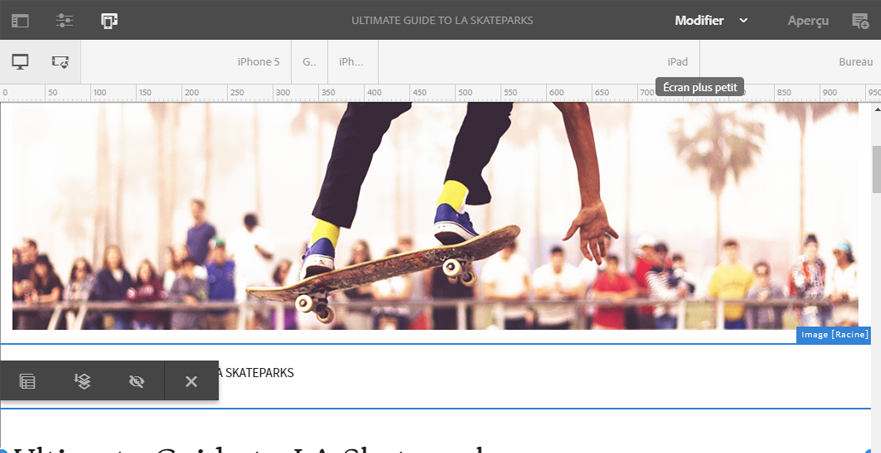 ULTIMATE GUIDE TO LA SKATEPARKS
Modifier
Aperçu
iPhone 5
G..
iPh...
iPad
Bureau
Écran plus petit
0 50 100 150 200 250 300 350 400 450 500 550 600 650 700 800 850 900 950
Image [Racine]
A SKATEPARKS
Ultimate Guide to LA Skateparks